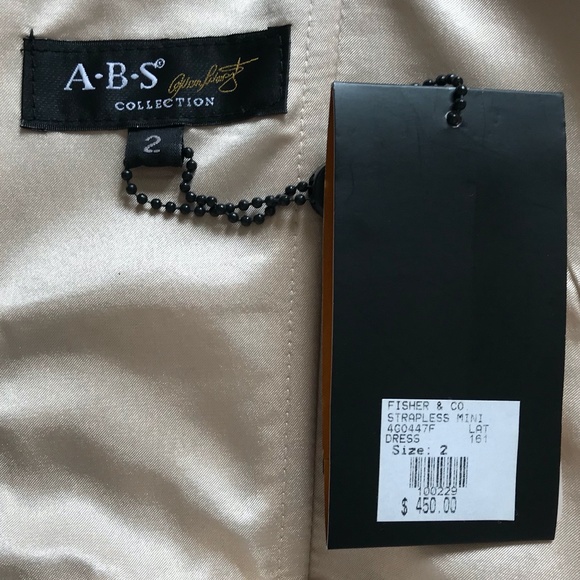 A·B·S®
COLLECTION
2
FISHER & CO
STRAPLESS MINI
4G0447F LAT
DRESS 161
Size: 2
100229
$ 450.00